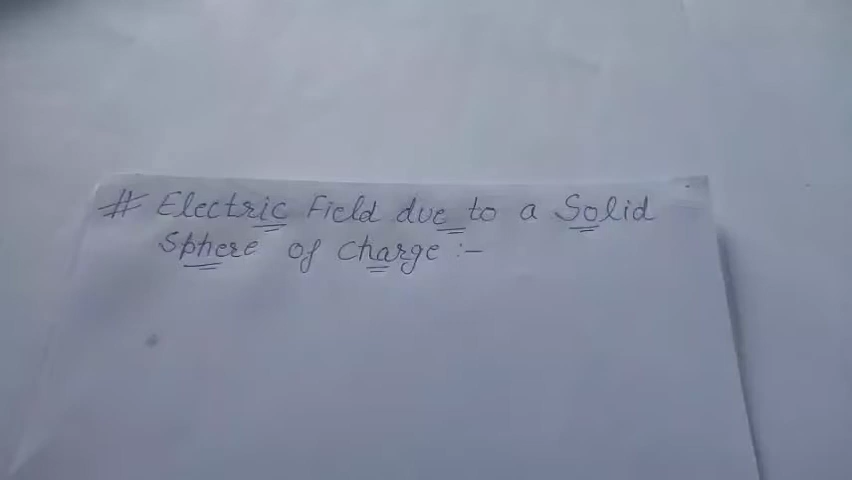 # Electric Field due to a Solid
Sphere of Charge :-